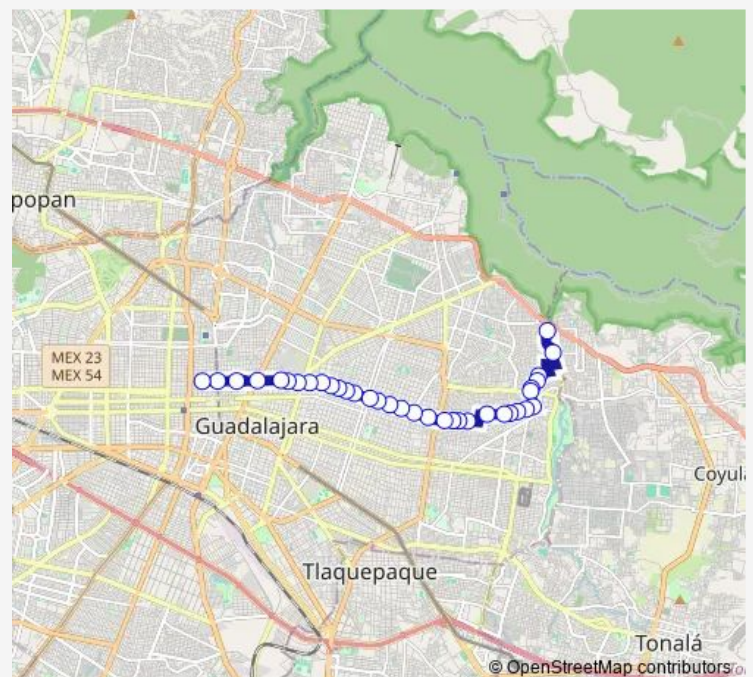 popan
MEX 23
MEX 54
Guadalajara
Coyula
Tlaquepaque
Tonalá
© OpenStreetMap contributors